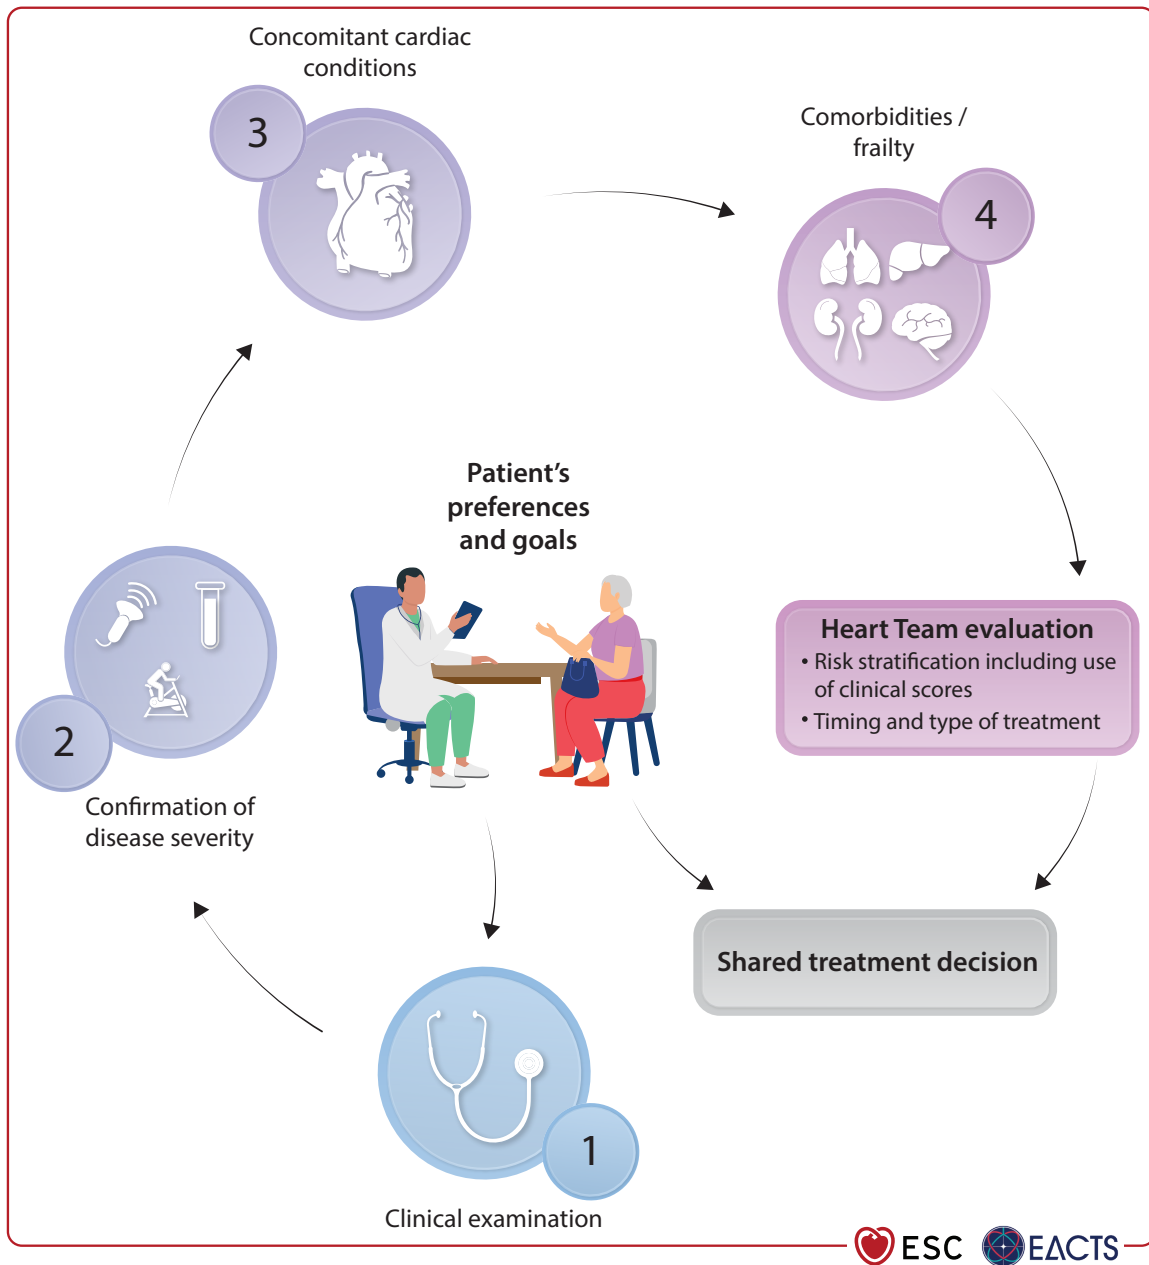 Concomitant cardiac
conditions
3
Comorbidities /
frailty
4
Patient's
preferences
and goals
Heart Team evaluation
• Risk stratification including use
of clinical scores
• Timing and type of treatment
2
Confirmation of
disease severity
Shared treatment decision
1
Clinical examination
ESC
EACTS